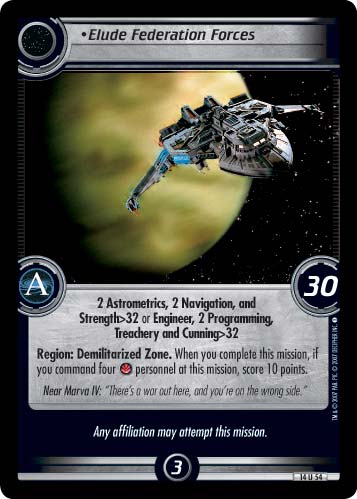 •Elude Federation Forces
A
30
2 Astrometrics, 2 Navigation, and
Strength>32 or Engineer, 2 Programming,
Treachery and Cunning>32
Region: Demilitarized Zone. When you complete this mission, if
you command four personnel at this mission, score 10 points.
Near Marva IV: "There's a war out here, and you're on the wrong side."
Any affiliation may attempt this mission.
3
14 U 54